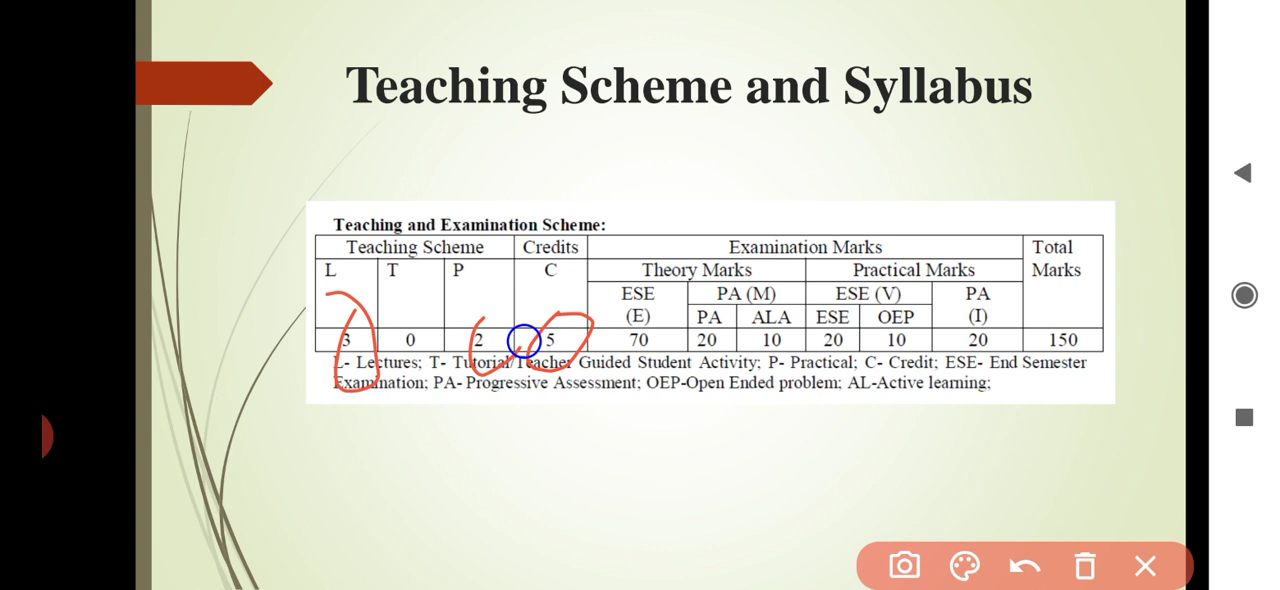 Teaching Scheme and Syllabus
Teaching and Examination Scheme:
Teaching Scheme Credits Examination Marks Total Marks
L T P C Theory Marks Practical Marks
ESE (E) PA (M) ESE (V) PA (I)
PA ALA ESE OEP
3 0 2 5 70 20 10 20 10 20 150
L- Lectures; T- Tutorial/Teacher Guided Student Activity; P- Practical; C- Credit; ESE- End Semester
Examination; PA- Progressive Assessment; OEP-Open Ended problem; AL-Active learning;